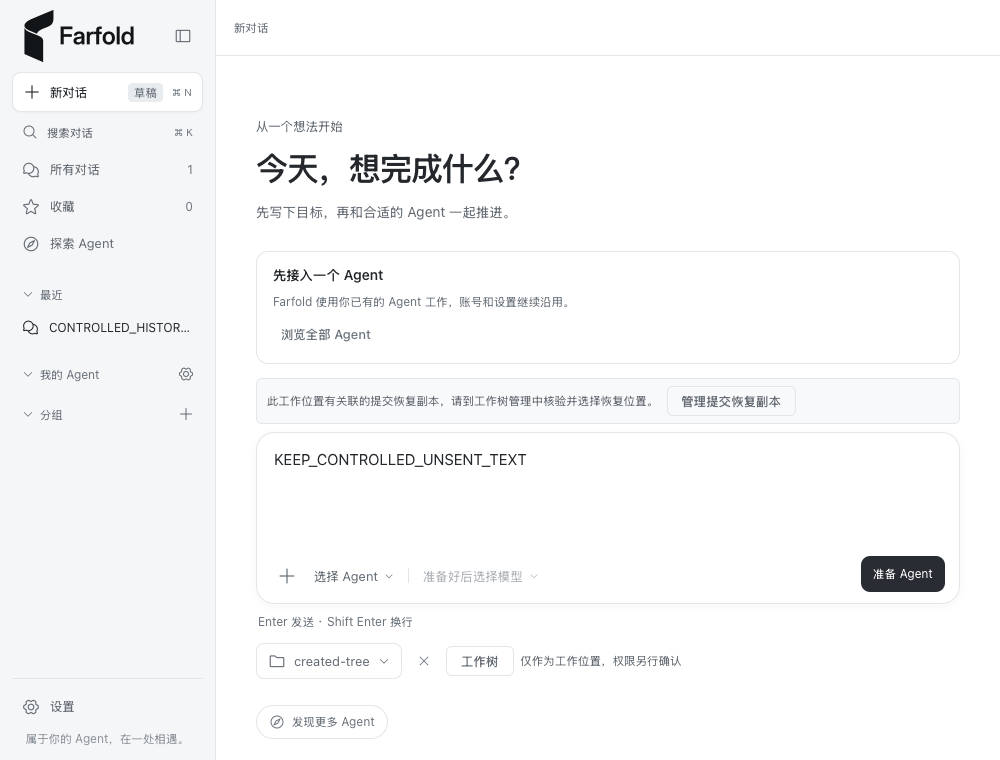 Farfold
新对话 草稿 ⌘ N
搜索对话 ⌘ K
所有对话 1
收藏 0
探索 Agent
最近
CONTROLLED_HISTOR...
我的 Agent
分组
设置
属于你的 Agent，在一处相遇。
新对话
从一个想法开始
今天，想完成什么?
先写下目标，再和合适的 Agent 一起推进。
先接入一个 Agent
Farfold 使用你已有的 Agent 工作，账号和设置继续沿用。
浏览全部 Agent
此工作位置有关联的提交恢复副本，请到工作树管理中核验并选择恢复位置。 管理提交恢复副本
KEEP_CONTROLLED_UNSENT_TEXT
选择 Agent 准备好后选择模型 准备 Agent
Enter 发送 · Shift Enter 换行
created-tree 工作树 仅作为工作位置，权限另行确认
发现更多 Agent